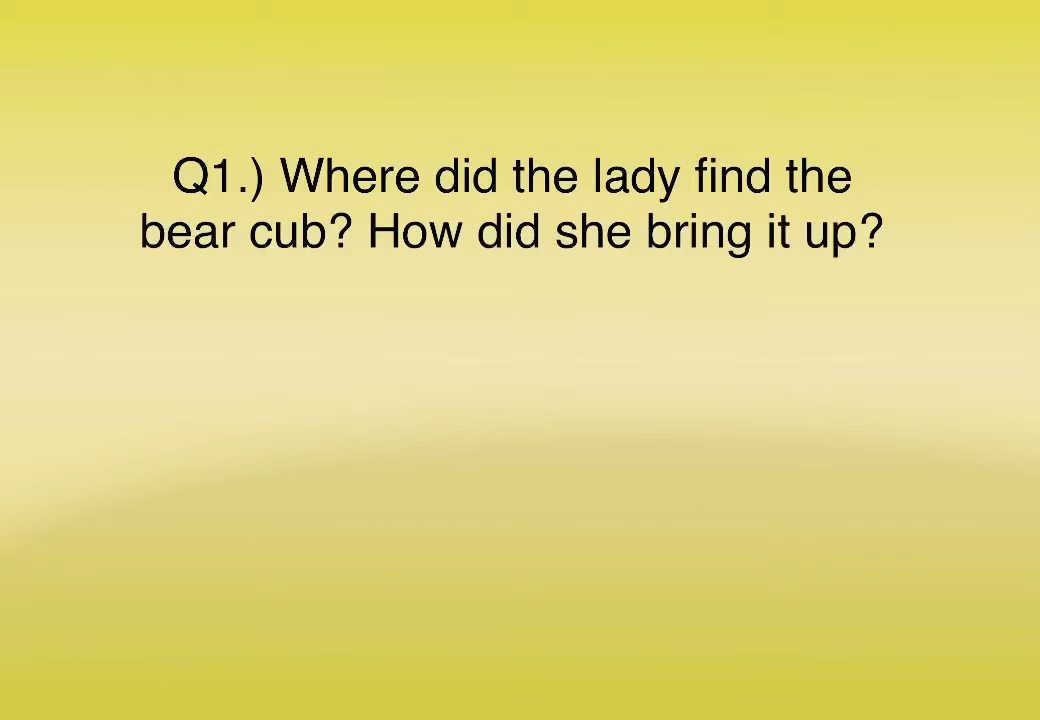 Q1.) Where did the lady find the
bear cub? How did she bring it up?